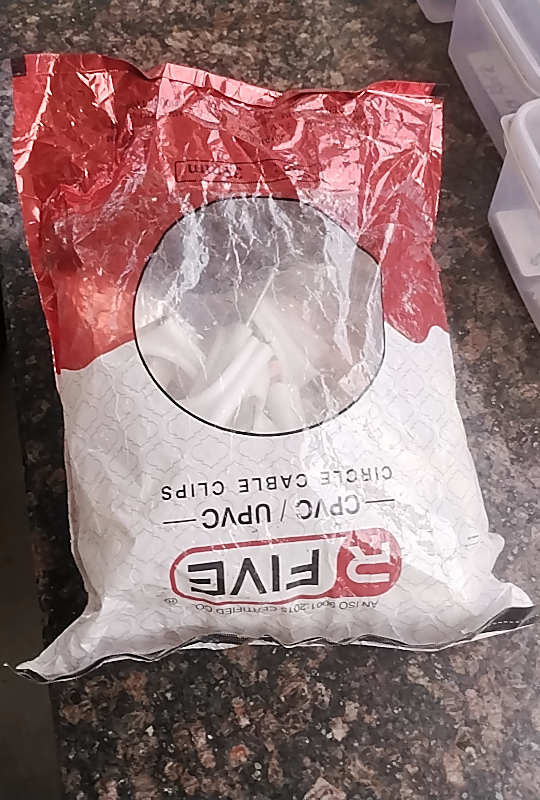 AN ISO 9001:2015 CERTIFIED CO.
R FIVE ®
CPVC / UPVC
CIRCLE CABLE CLIPS